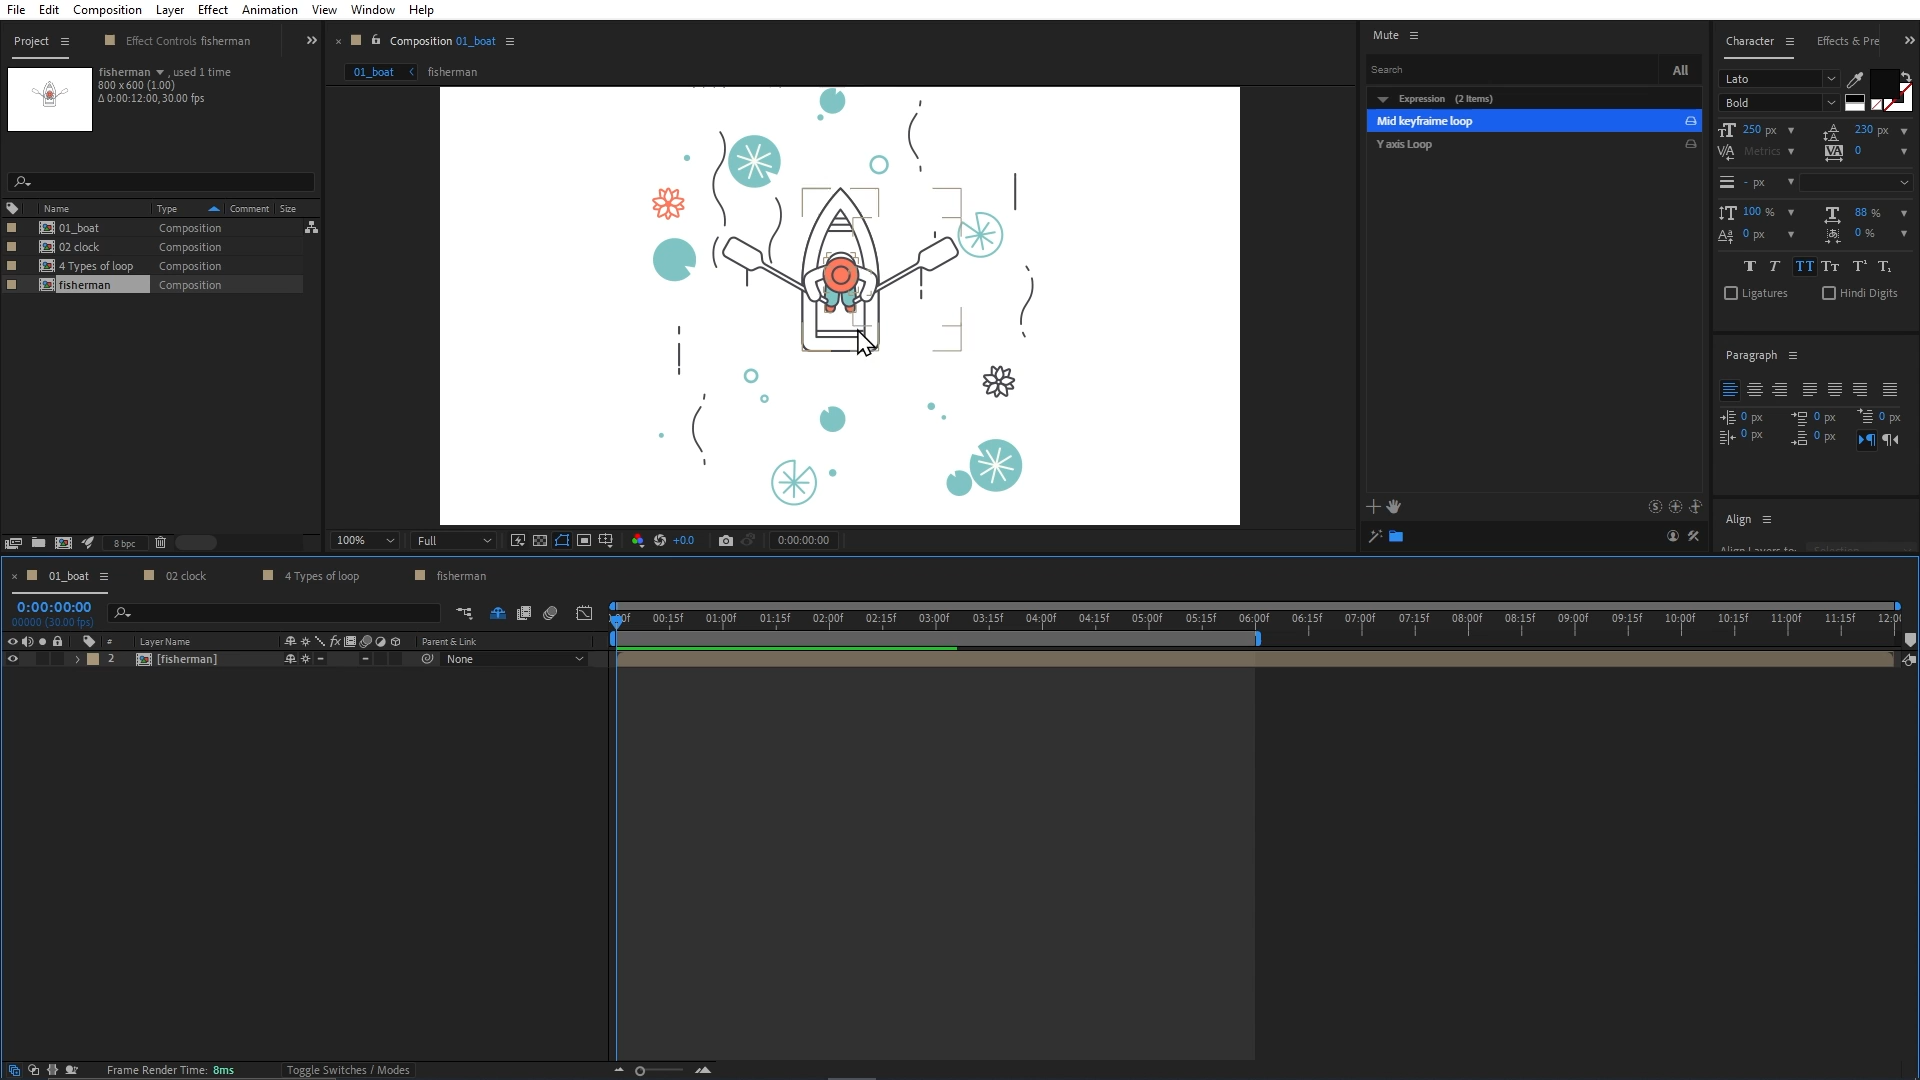 File Edit Composition Layer Effect Animation View Window Help
Project
Effect Controls fisherman
fisherman , used 1 time
800 x 600 (1.00)
Δ 0:00:12:00, 30.00 fps
Name Type Comment Size
01_boat Composition
02 clock Composition
4 Types of loop Composition
fisherman Composition
8 bpc
Composition 01_boat
01_boat fisherman
100% Full +0.0 0:00:00:00
Mute
Search All
Expression (2 Items)
Mid keyfraime loop
Y axis Loop
Character Effects & Pre
Lato
Bold
250 px 230 px
Metrics 0
- px
100 % 88 %
0 px 0 %
TT
Ligatures Hindi Digits
Paragraph
0 px 0 px 0 px
0 px 0 px
Align
01_boat 02 clock 4 Types of loop fisherman
0:00:00:00
00000 (30.00 fps)
00:15f 01:00f 01:15f 02:00f 02:15f 03:00f 03:15f 04:00f 04:15f 05:00f 05:15f 06:00f 06:15f 07:00f 07:15f 08:00f 08:15f 09:00f 09:15f 10:00f 10:15f 11:00f 11:15f 12:0
# Layer Name Parent & Link
2 [fisherman] None
Frame Render Time: 8ms Toggle Switches / Modes